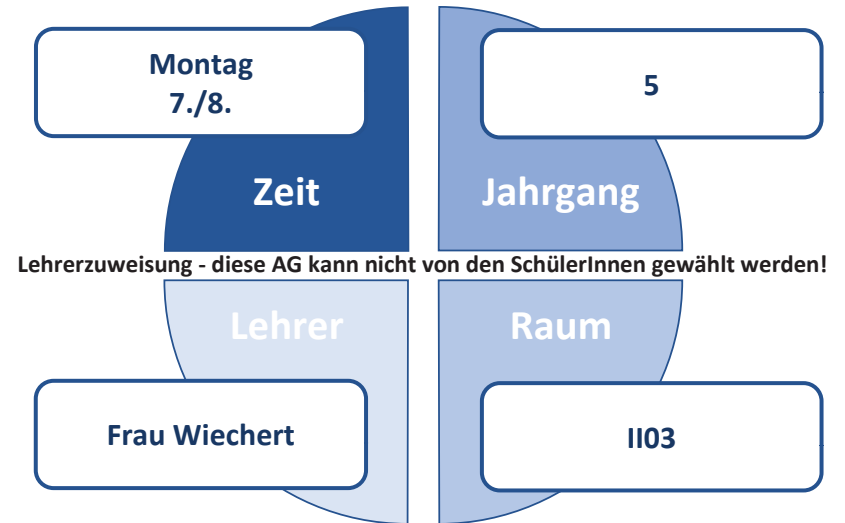 Montag
7./8.
5
Zeit
Jahrgang
Lehrerzuweisung - diese AG kann nicht von den SchülerInnen gewählt werden!
Lehrer
Raum
Frau Wiechert
II03